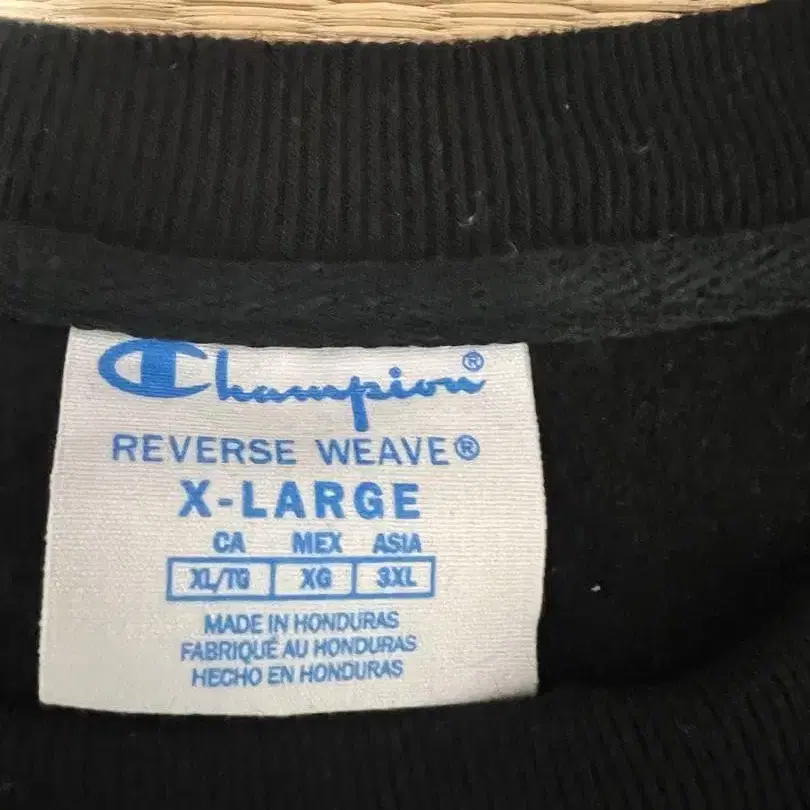 Champion®
REVERSE WEAVE®
X-LARGE
CA MEX ASIA
XL/TG XG 3XL
MADE IN HONDURAS
FABRIQUÉ AU HONDURAS
HECHO EN HONDURAS